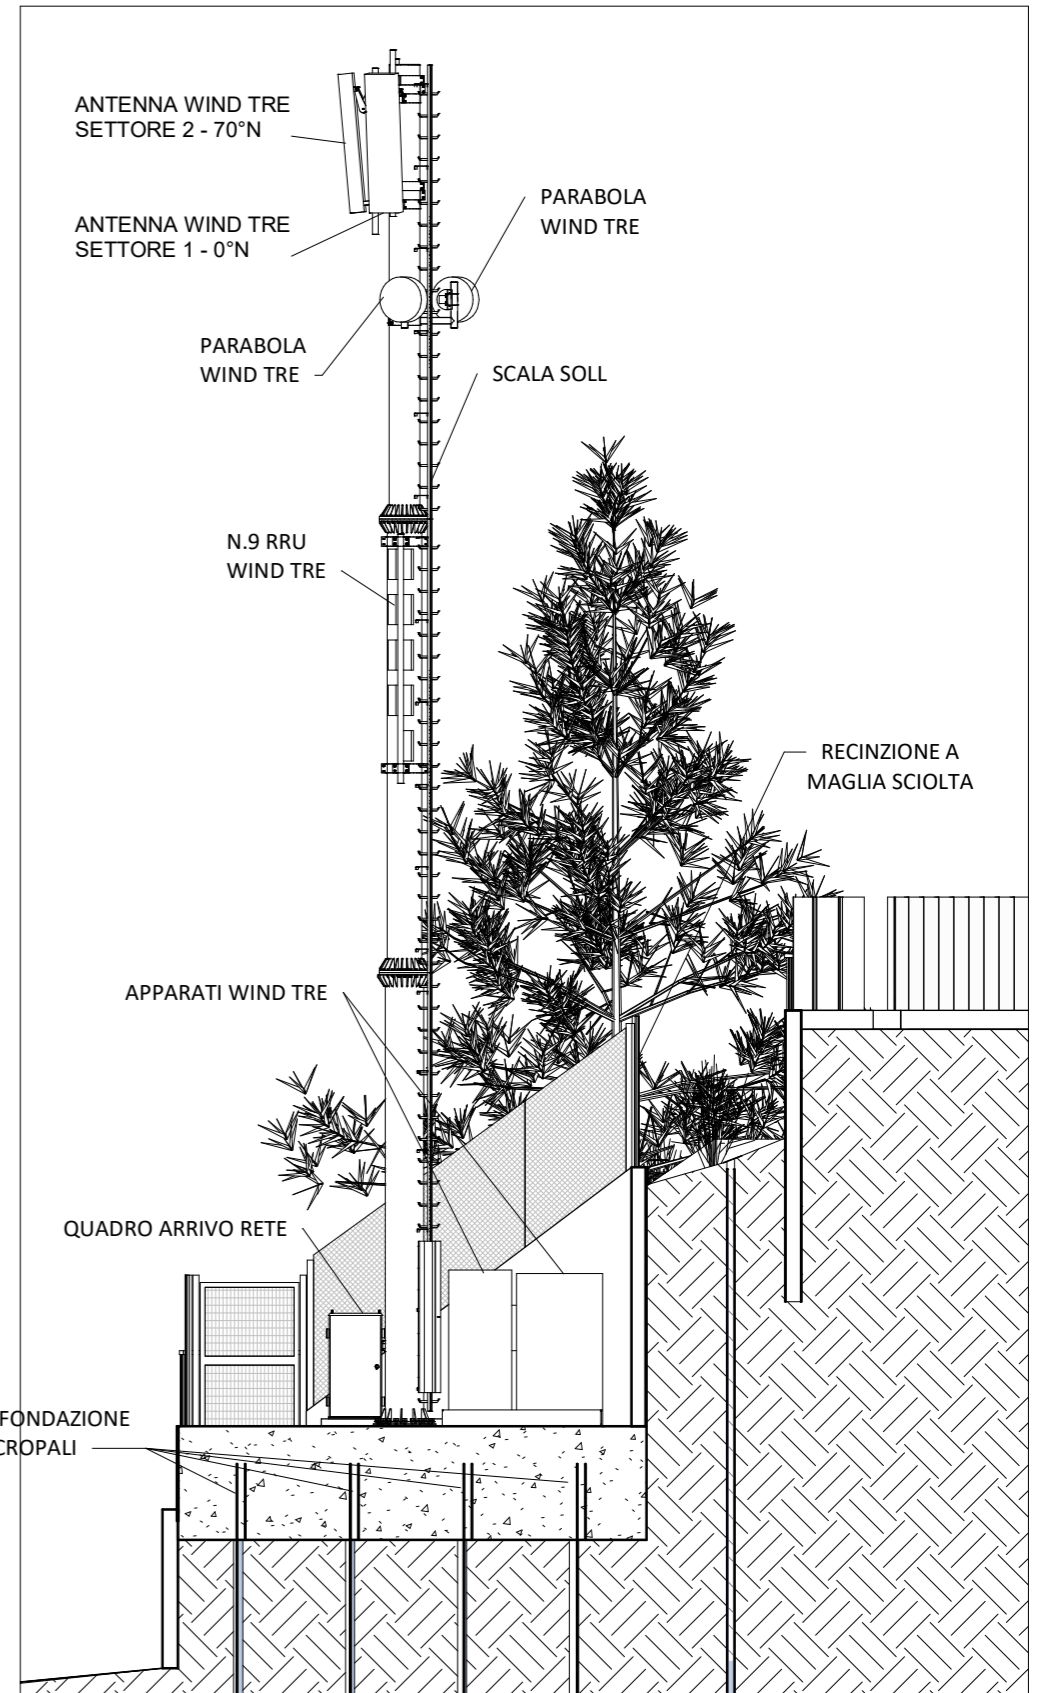 ANTENNA WIND TRE
SETTORE 2 - 70°N
PARABOLA
WIND TRE
ANTENNA WIND TRE
SETTORE 1 - 0°N
PARABOLA
WIND TRE
SCALA SOLL
N.9 RRU
WIND TRE
RECINZIONE A
MAGLIA SCIOLTA
APPARATI WIND TRE
QUADRO ARRIVO RETE
FONDAZIONE
CROPALI